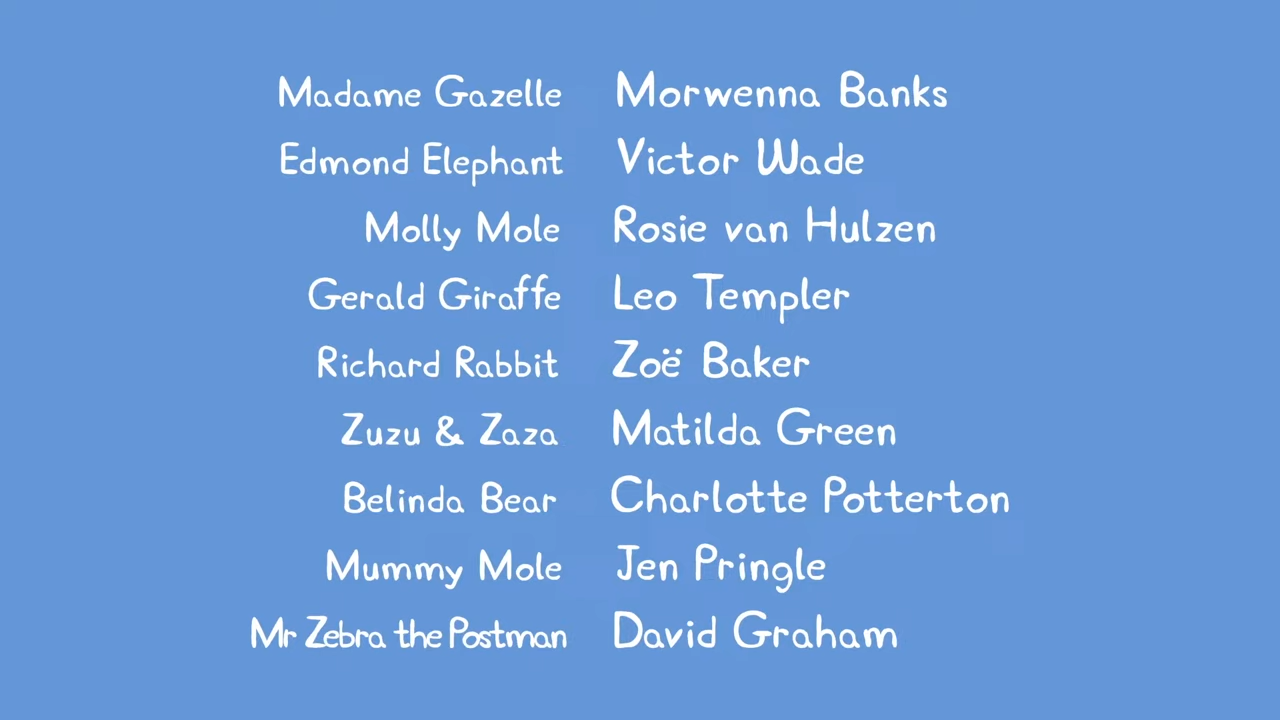 Madame Gazelle Morwenna Banks
Edmond Elephant Victor Wade
Molly Mole Rosie van Hulzen
Gerald Giraffe Leo Templer
Richard Rabbit Zoë Baker
Zuzu & Zaza Matilda Green
Belinda Bear Charlotte Potterton
Mummy Mole Jen Pringle
Mr Zebra the Postman David Graham